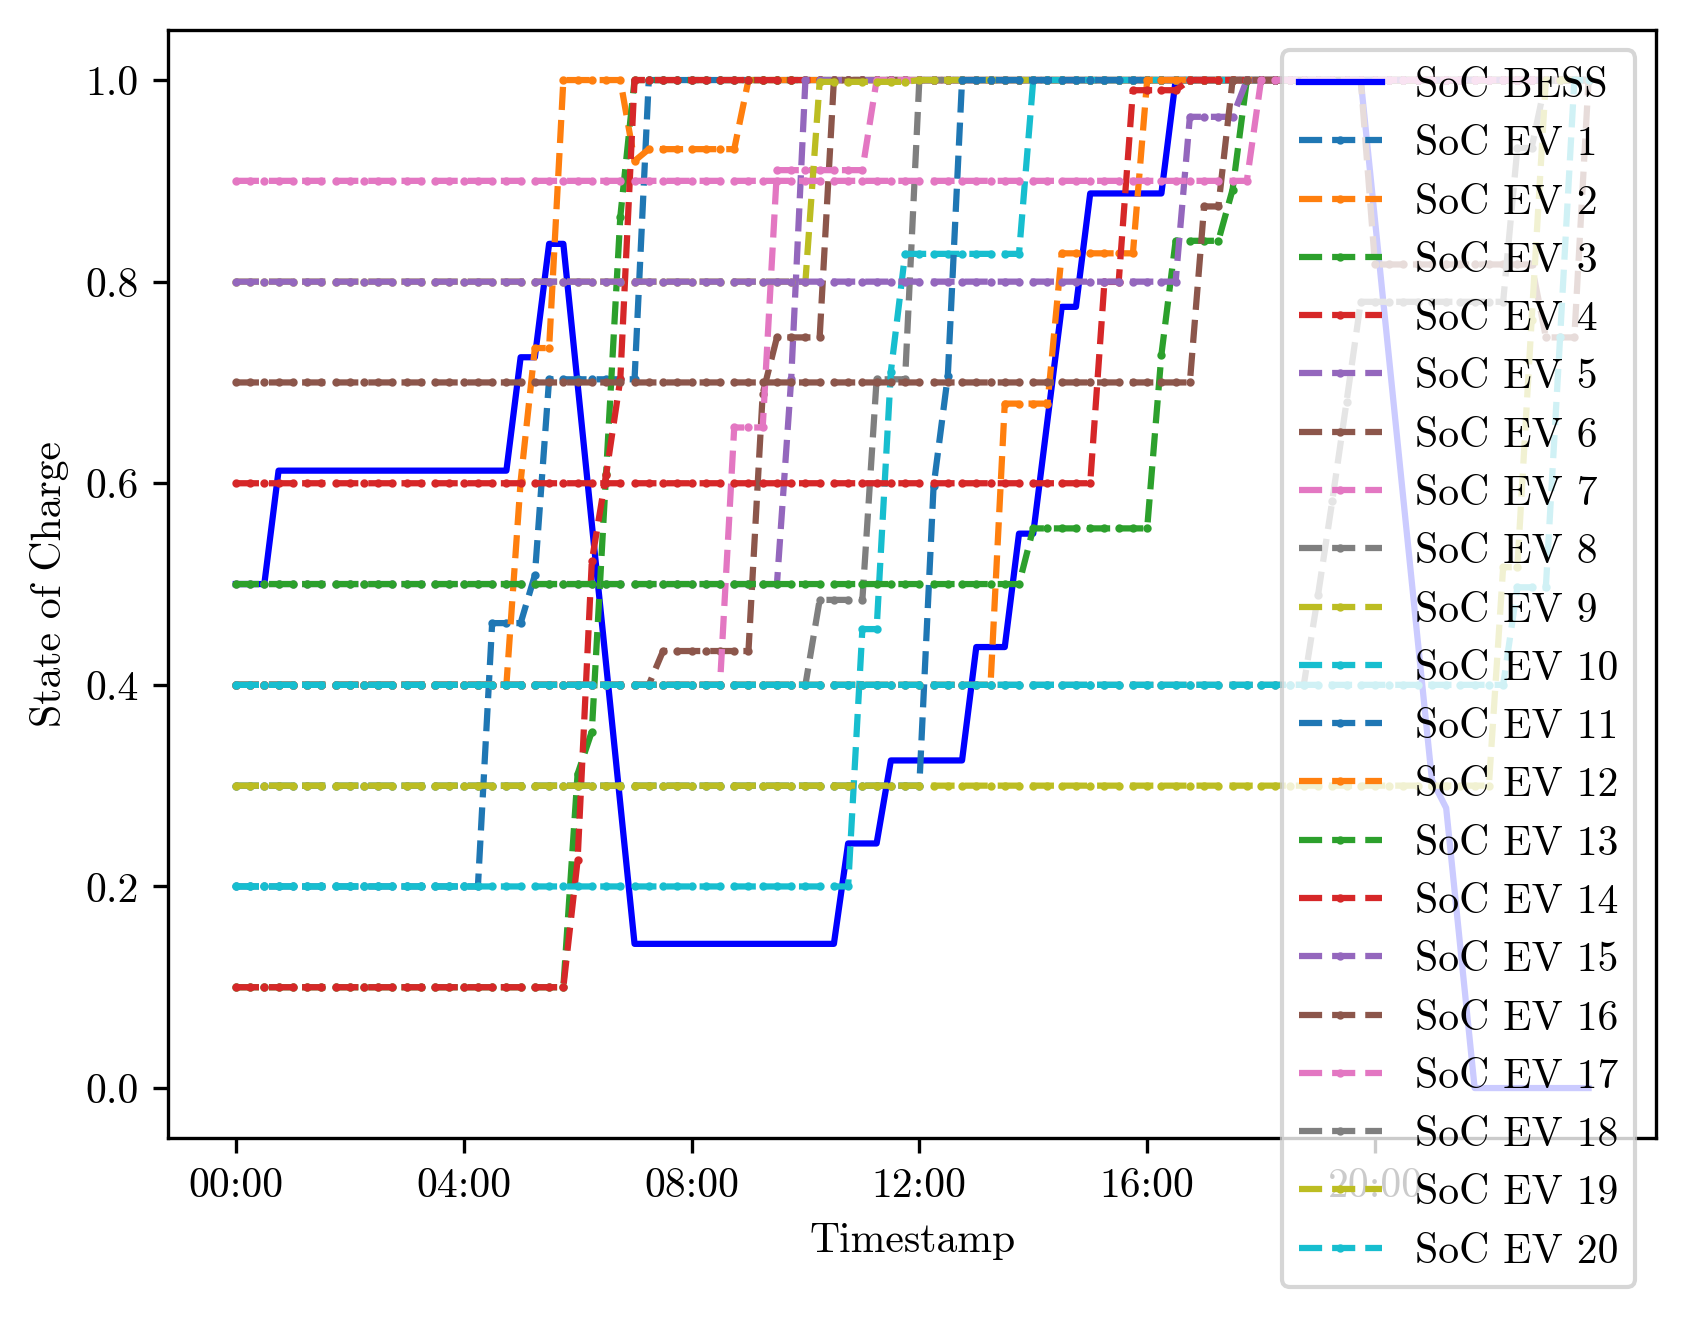 1.0
0.8
0.6
0.4
0.2
0.0
State of Charge
00:00
04:00
08:00
12:00
16:00
20:00
Timestamp
SoC BESS
SoC EV 1
SoC EV 2
SoC EV 3
SoC EV 4
SoC EV 5
SoC EV 6
SoC EV 7
SoC EV 8
SoC EV 9
SoC EV 10
SoC EV 11
SoC EV 12
SoC EV 13
SoC EV 14
SoC EV 15
SoC EV 16
SoC EV 17
SoC EV 18
SoC EV 19
SoC EV 20